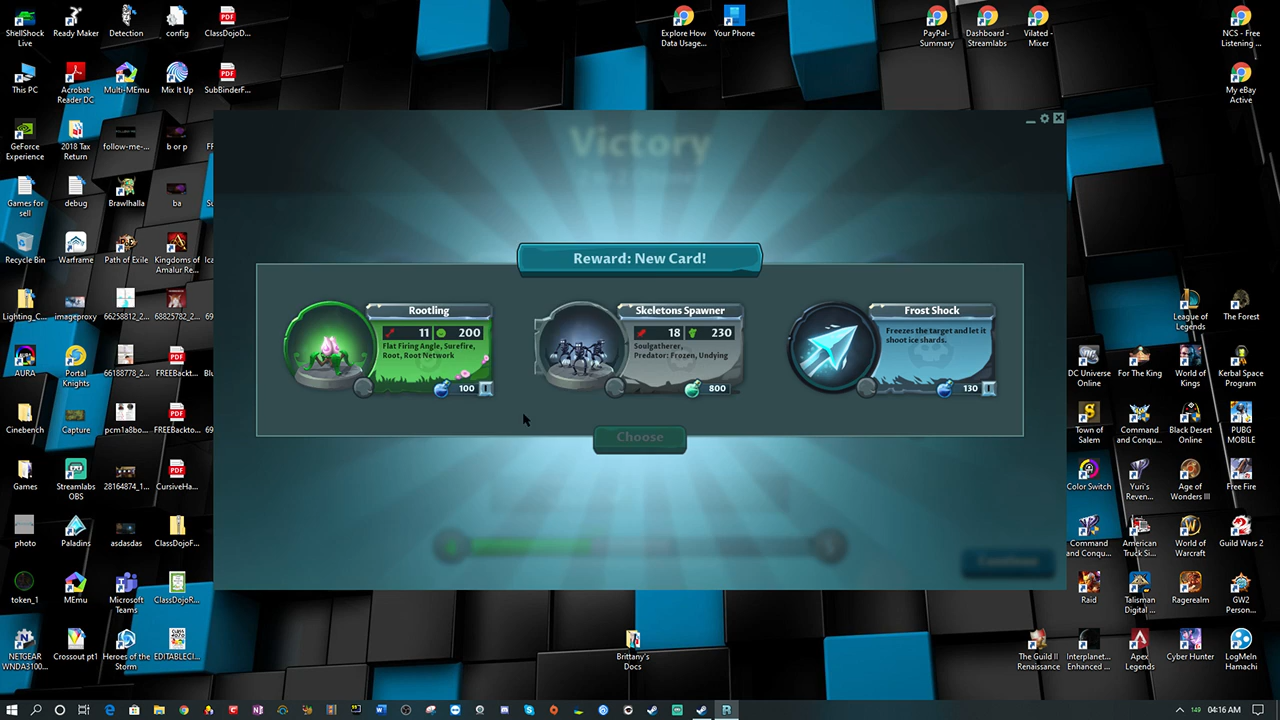 ShellShock
Live
Ready Maker
Detection
config
ClassDojoD...
Explore How
Data Usage...
Your Phone
PayPal-
Summary
Dashboard -
Streamlabs
Vilated -
Mixer
NCS - Free
Listening ...
This PC
Acrobat
Reader DC
Multi-MEmu
Mix It Up
SubBinderF...
My eBay
Active
Victory
GeForce
Experience
2018 Tax
Return
follow-me-...
b or p
Games for
sell
debug
Brawlhalla
ba
Recycle Bin
Warframe
Path of Exile
Kingdoms of
Amalur Re...
Reward: New Card!
Rootling
11
200
Flat Firing Angle, Surefire,
Root, Root Network
100
I
Skeletons Spawner
18
230
Soulgatherer,
Predator: Frozen, Undying
800
Frost Shock
Freezes the target and let it
shoot ice shards.
130
I
Choose
Continue
Lighting_C...
imageproxy
66258812_2...
68825782_2...
League of
Legends
The Forest
AURA
Portal
Knights
66188778_2...
FREEBack...
DC Universe
Online
For The King
World of
Kings
Kerbal Space
Program
Cinebench
Capture
pcm1a8bo...
FREEBackto...
Town of
Salem
Command
and Conqu...
Black Desert
Online
PUBG
MOBILE
Games
Streamlabs
OBS
28164874_1...
CursiveHa...
Color Switch
Yuri's
Reven...
Age of
Wonders III
Free Fire
photo
Paladins
asdasdas
ClassDojoF...
Command
and Conqu...
American
Truck Si...
World of
Warcraft
Guild Wars 2
token_1
MEmu
Microsoft
Teams
ClassDojoR...
Raid
Talisman
Digital ...
Ragerealm
GW2
Person...
NETGEAR
WNDA3100...
Crossout pt1
Heroes of the
Storm
EDITABLECl...
Brittany's
Docs
The Guild II
Renaissance
Interplanet...
Enhanced ...
Apex
Legends
Cyber Hunter
LogMeIn
Hamachi
149
04:16 AM